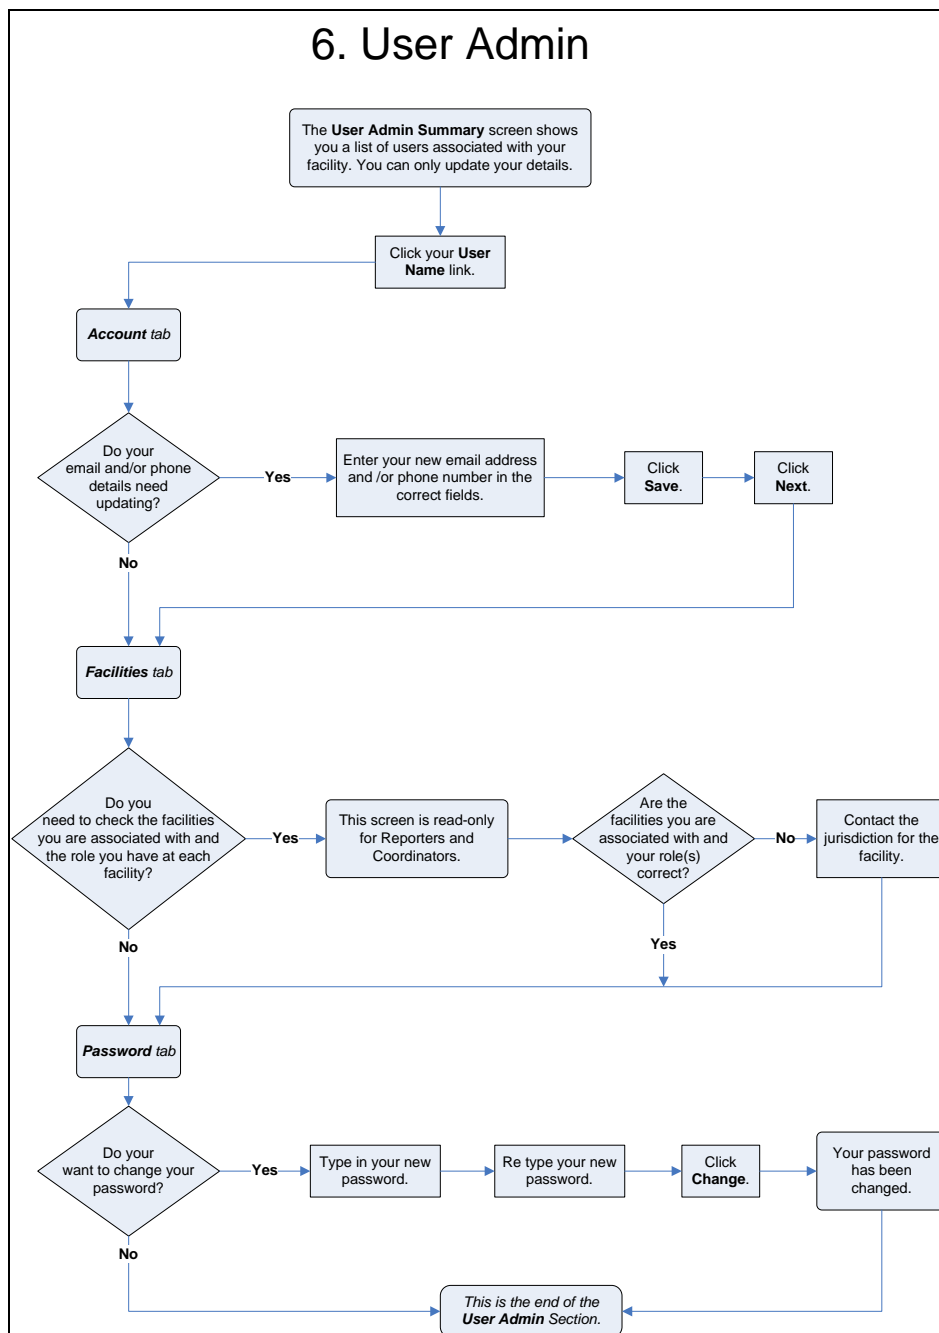 6. User Admin
The User Admin Summary screen shows
you a list of users associated with your
facility. You can only update your details.
Click your User
Name link.
Account tab
Do your
email and/or phone
details need
updating?
Yes
Enter your new email address
and /or phone number in the
correct fields.
Click
Save.
Click
Next.
No
Facilities tab
Do you
need to check the facilities
you are associated with and
the role you have at each
facility?
Yes
This screen is read-only
for Reporters and
Coordinators.
Are the
facilities you are
associated with and
your role(s)
correct?
No
Contact the
jurisdiction for the
facility.
No
Yes
Password tab
Do your
want to change your
password?
Yes
Type in your new
password.
Re type your new
password.
Click
Change.
Your password
has been
changed.
No
This is the end of the
User Admin Section.